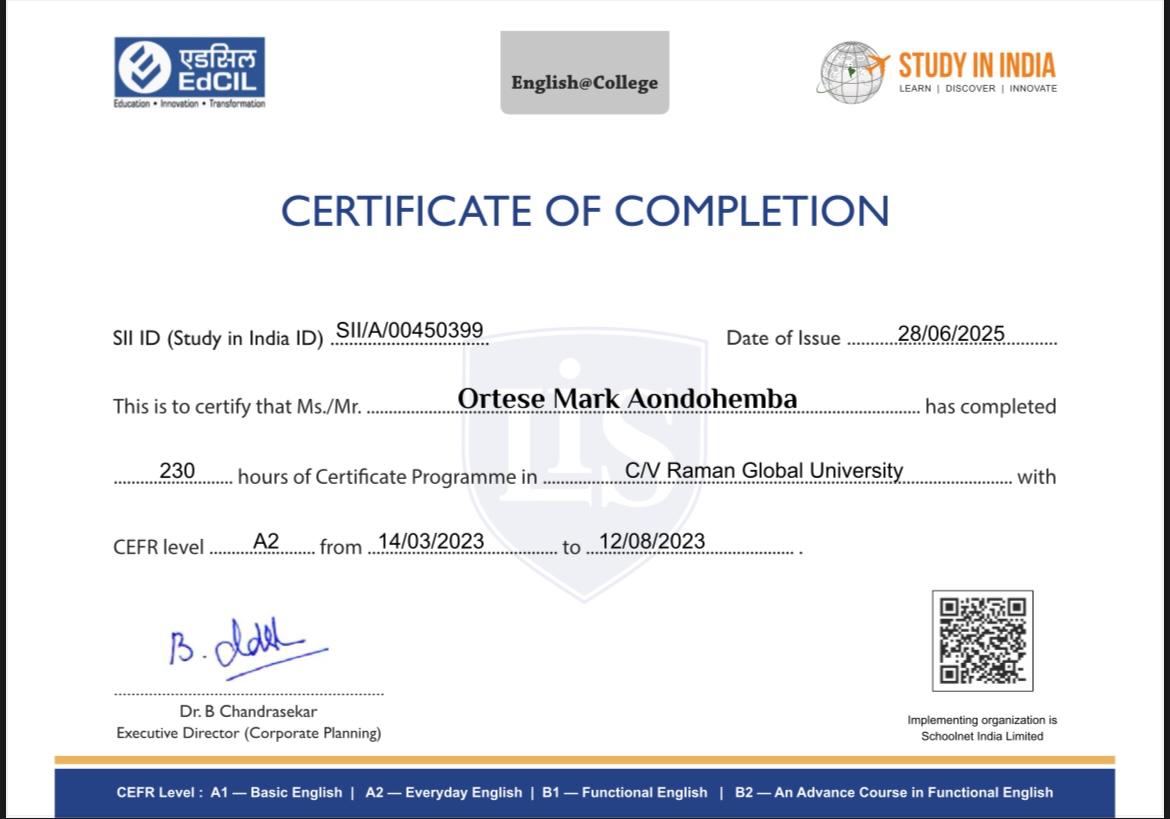 एडसिल
EdCIL
Education • Innovation • Transformation
English@College
STUDY IN INDIA
LEARN | DISCOVER | INNOVATE
CERTIFICATE OF COMPLETION
SII ID (Study in India ID) SII/A/00450399 Date of Issue 28/06/2025
This is to certify that Ms./Mr. Ortese Mark Aondohemba has completed
230 hours of Certificate Programme in C/V Raman Global University with
CEFR level A2 from 14/03/2023 to 12/08/2023 .
LiS
B.
Dr. B Chandrasekar
Executive Director (Corporate Planning)
Implementing organization is
Schoolnet India Limited
CEFR Level : A1 — Basic English | A2 — Everyday English | B1 — Functional English | B2 — An Advance Course in Functional English